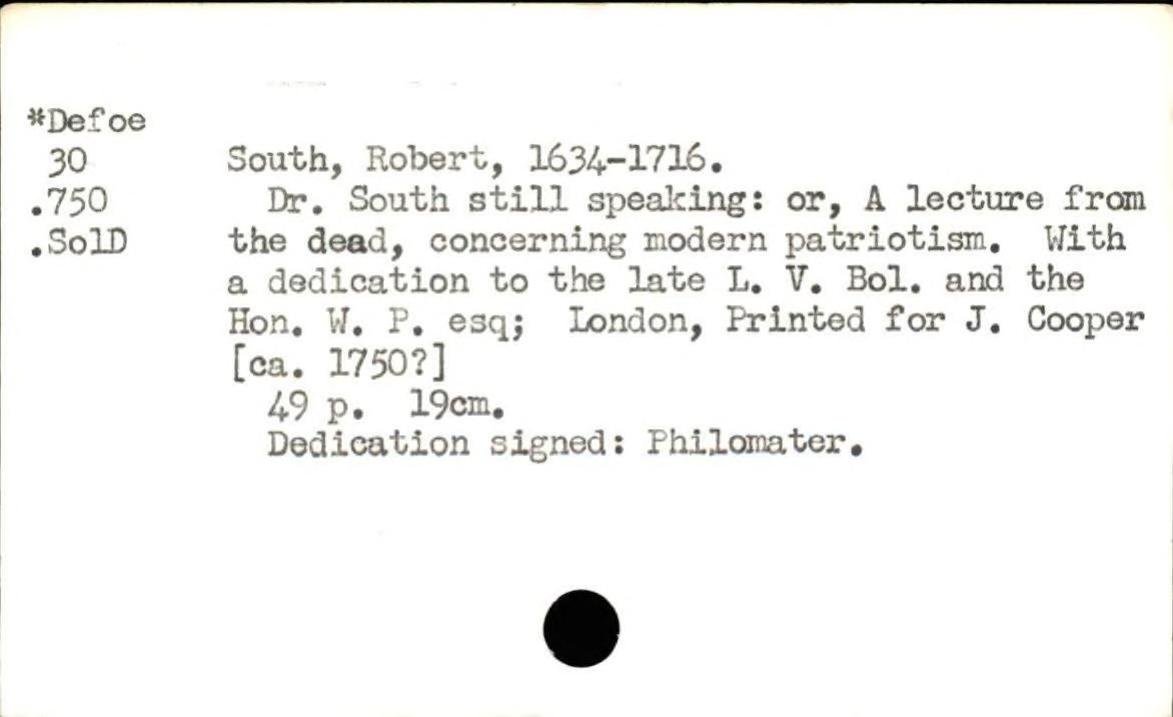 *Defoe
30
.750
.SolD
South, Robert, 1634-1716.
Dr. South still speaking: or, A lecture from
the dead, concerning modern patriotism. With
a dedication to the late L. V. Bol. and the
Hon. W. P. esq; London, Printed for J. Cooper
[ca. 1750?]
49 p. 19cm.
Dedication signed: Philomater.